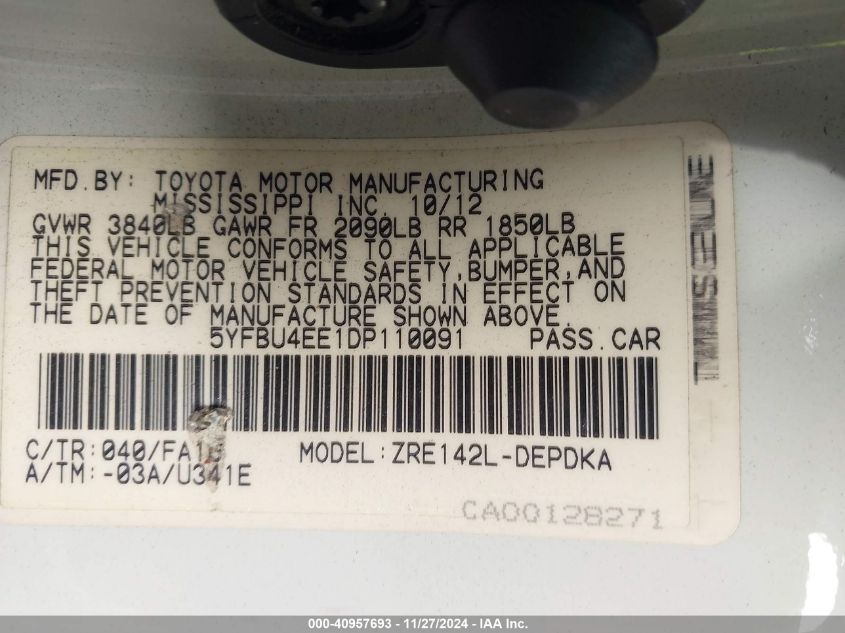 MFD.BY: TOYOTA MOTOR MANUFACTURING
MISSISSIPPI INC. 10/12
GVWR 3840LB GAWR FR 2090LB RR 1850LB
THIS VEHICLE CONFORMS TO ALL APPLICABLE
FEDERAL MOTOR VEHICLE SAFETY,BUMPER,AND
THEFT PREVENTION STANDARDS IN EFFECT ON
THE DATE OF MANUFACTURE SHOWN ABOVE.
5YFBU4EE1DP110091 PASS.CAR
C/TR:040/
MODEL:ZRE142L-DEPDKA
A/TM:-03A/U341E
CA00128271
000-40957693 - 11/27/2024 - IAA Inc.